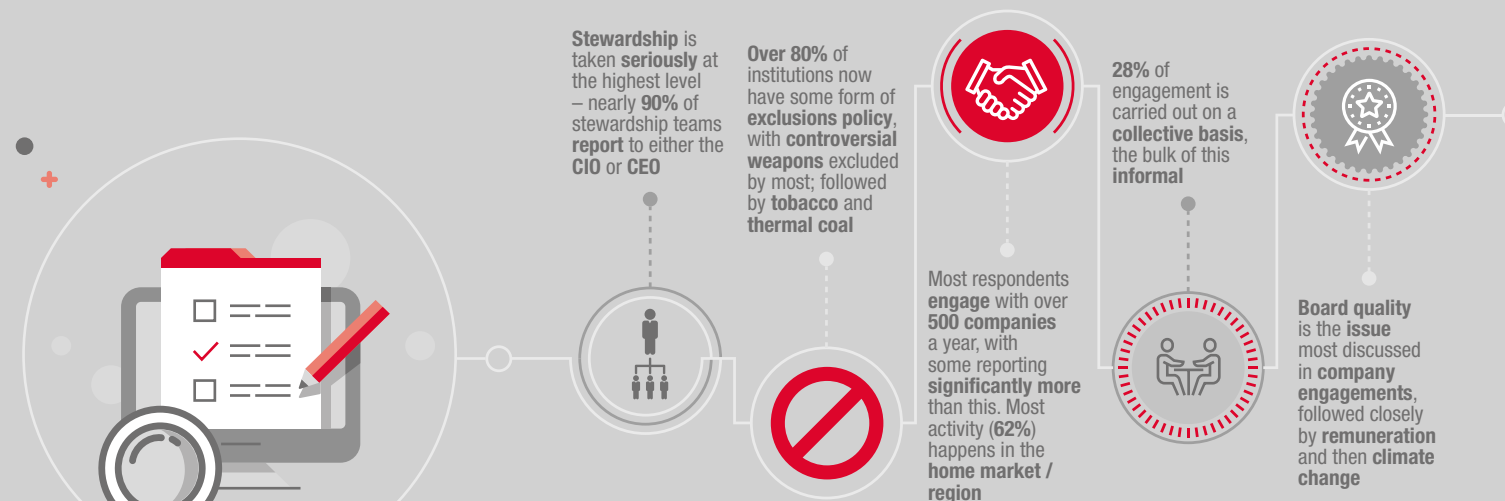 Stewardship is
taken seriously at
the highest level
– nearly 90% of
stewardship teams
report to either the
CIO or CEO
Over 80% of
institutions now
have some form of
exclusions policy,
with controversial
weapons excluded
by most; followed
by tobacco and
thermal coal
Most respondents
engage with over
500 companies
a year, with
some reporting
significantly more
than this. Most
activity (62%)
happens in the
home market /
region
28% of
engagement is
carried out on a
collective basis,
the bulk of this
informal
Board quality
is the issue
most discussed
in company
engagements,
followed closely
by remuneration
and then climate
change